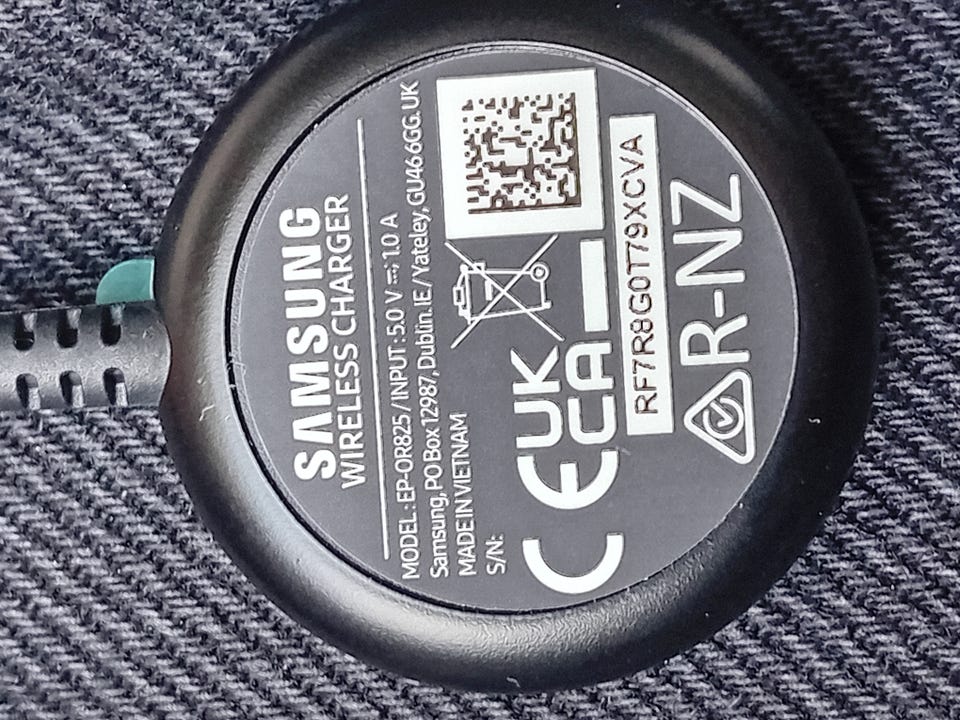 SAMSUNG
WIRELESS CHARGER
MODEL : EP-OR825 / INPUT : 5.0 V ⎓ 1.0 A
Samsung, PO Box 12987, Dublin. IE / Yateley, GU466GG.UK
MADE IN VIETNAM
S/N:
CE UK
CA
RF7R8G0T79XCVA
R-NZ